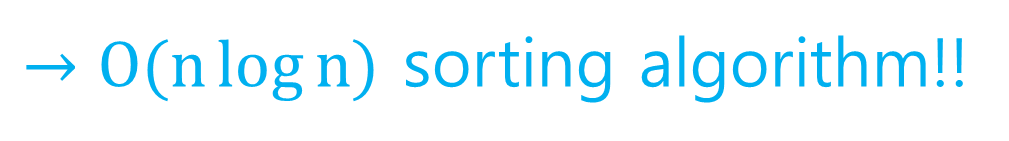 → O(n log n) sorting algorithm!!